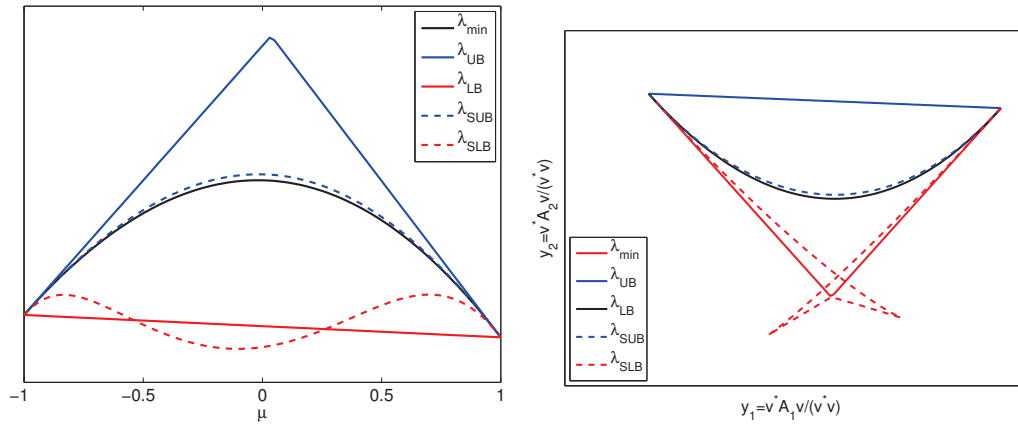 λmin
λUB
λLB
λSUB
λSLB
−1
−0.5
0
0.5
1
μ
y2=v*A2v/(v*v)
λmin
λUB
λLB
λSUB
λSLB
y1=v*A1v/(v*v)